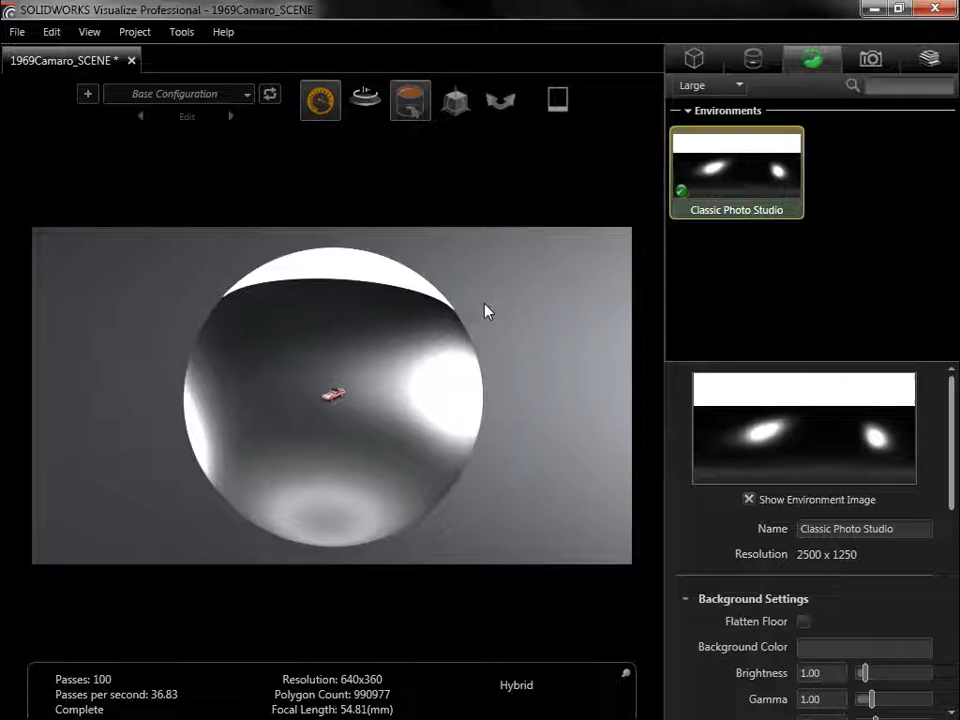 SOLIDWORKS Visualize Professional - 1969Camaro_SCENE
File Edit View Project Tools Help
1969Camaro_SCENE *
Base Configuration
Edit
Large
Environments
Classic Photo Studio
Show Environment Image
Name Classic Photo Studio
Resolution 2500 x 1250
Background Settings
Flatten Floor
Background Color
Brightness 1.00
Gamma 1.00
Passes: 100 Resolution: 640x360
Passes per second: 36.83 Polygon Count: 990977 Hybrid
Complete Focal Length: 54.81(mm)